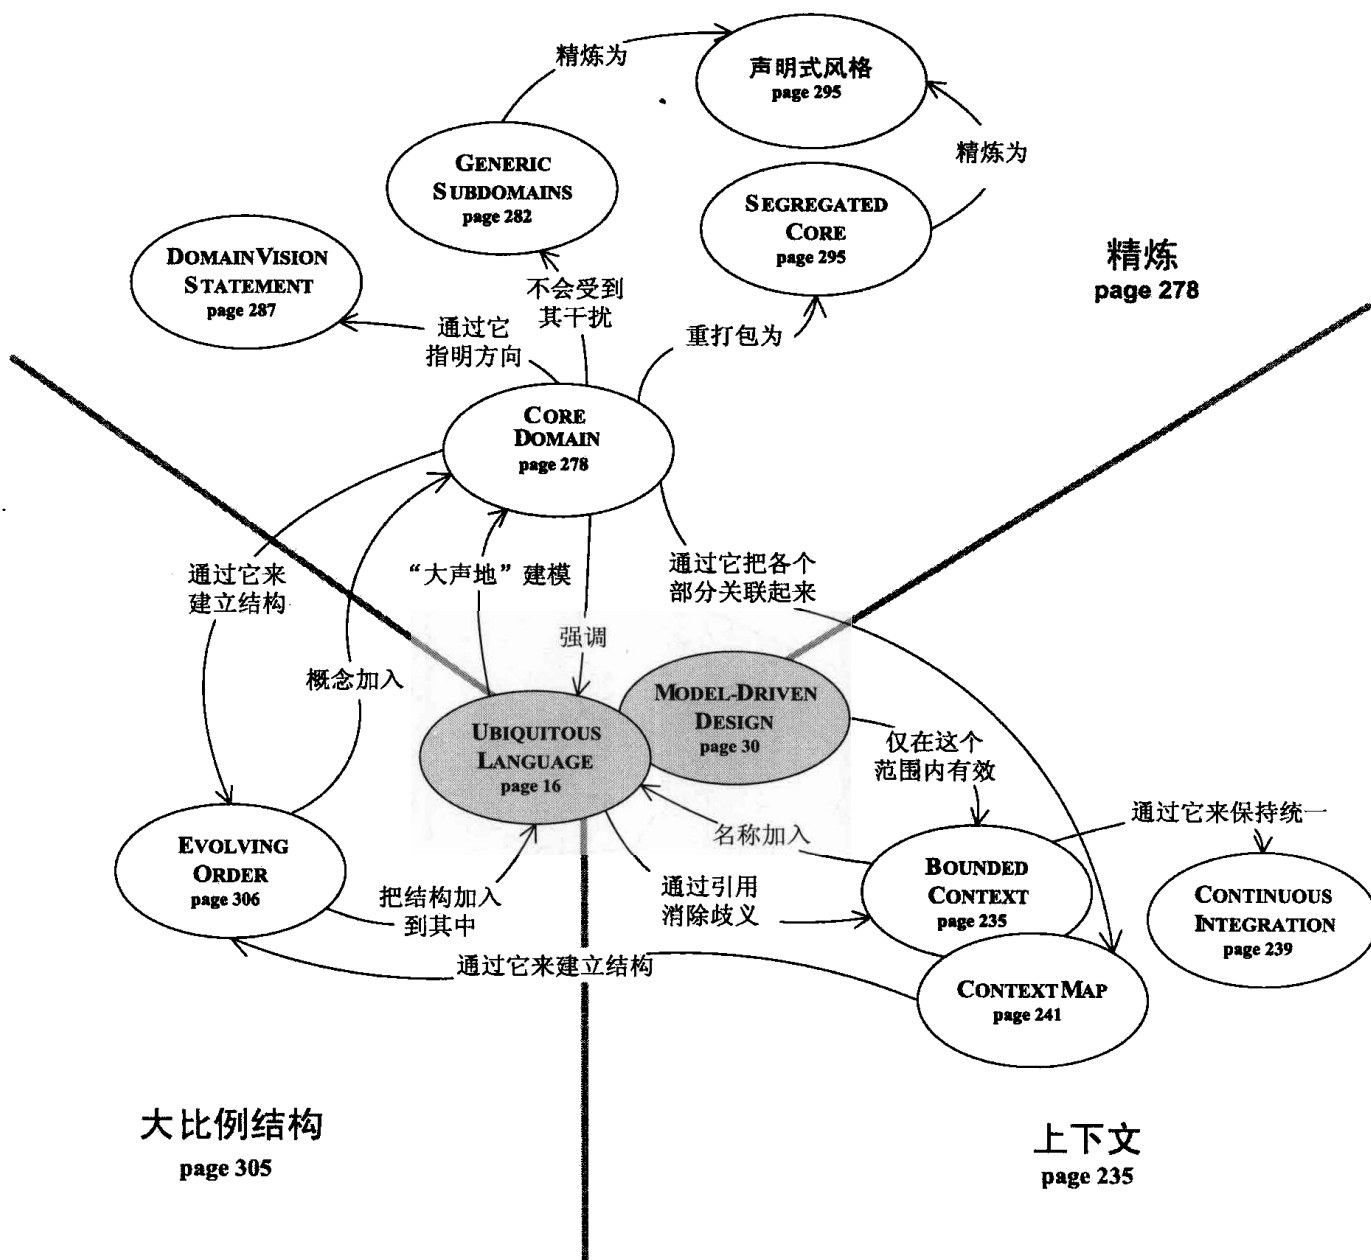 精炼为
声明式风格
page 295
精炼为
GENERIC
SUBDOMAINS
page 282
SEGREGATED
CORE
page 295
DOMAIN VISION
STATEMENT
page 287
不会受到
其干扰
精炼
page 278
通过它
指明方向
重打包为
CORE
DOMAIN
page 278
通过它来
建立结构
“大声地”建模
通过它把各个
部分关联起来
强调
概念加入
MODEL-DRIVEN
DESIGN
page 30
UBIQUITOUS
LANGUAGE
page 16
仅在这个
范围内有效
名称加入
通过它来保持统一
EVOLVING
ORDER
page 306
把结构加入
到其中
通过引用
消除歧义
BOUNDED
CONTEXT
page 235
CONTINUOUS
INTEGRATION
page 239
通过它来建立结构
CONTEXT MAP
page 241
大比例结构
page 305
上下文
page 235